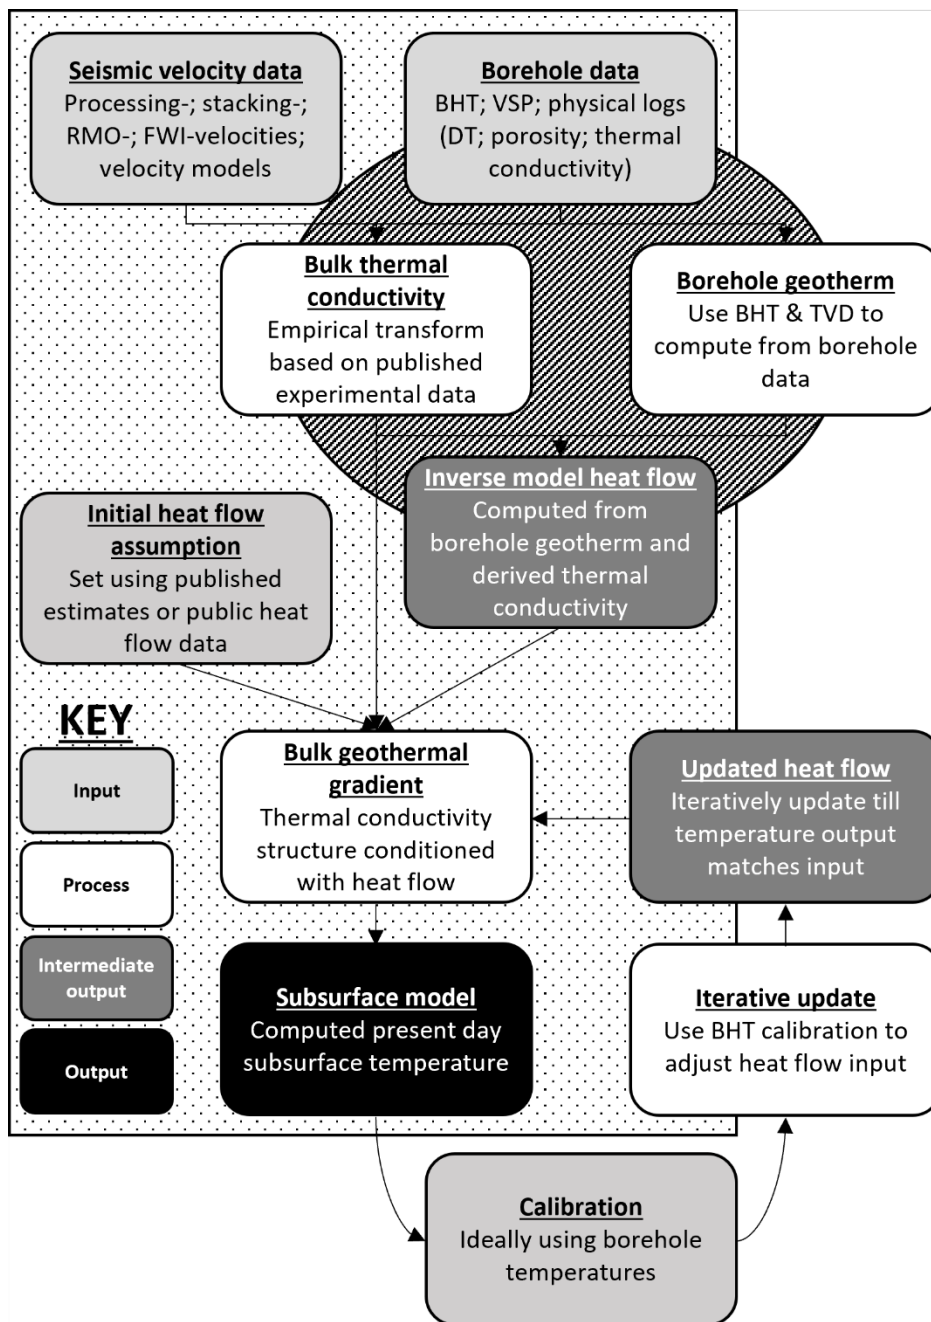 Seismic velocity data
Processing-; stacking-;
RMO-; FWI-velocities;
velocity models
Borehole data
BHT; VSP; physical logs
(DT; porosity; thermal
conductivity)
Bulk thermal
conductivity
Empirical transform
based on published
experimental data
Borehole geotherm
Use BHT & TVD to
compute from borehole
data
Inverse model heat flow
Computed from
borehole geotherm and
derived thermal
conductivity
Initial heat flow
assumption
Set using published
estimates or public heat
flow data
KEY
Input
Process
Intermediate
output
Output
Bulk geothermal
gradient
Thermal conductivity
structure conditioned
with heat flow
Updated heat flow
Iteratively update till
temperature output
matches input
Subsurface model
Computed present day
subsurface temperature
Iterative update
Use BHT calibration to
adjust heat flow input
Calibration
Ideally using borehole
temperatures